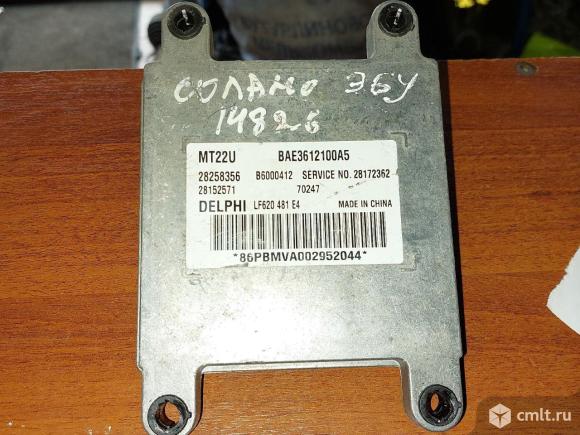 СОЛАНО ЭБУ
14826
MT22U BAE3612100A5
28258356 B6000412 SERVICE NO. 28172362
28152571 70247
DELPHI LF620 481 E4 MADE IN CHINA
*86PBMVA002952044*
cmlt.ru